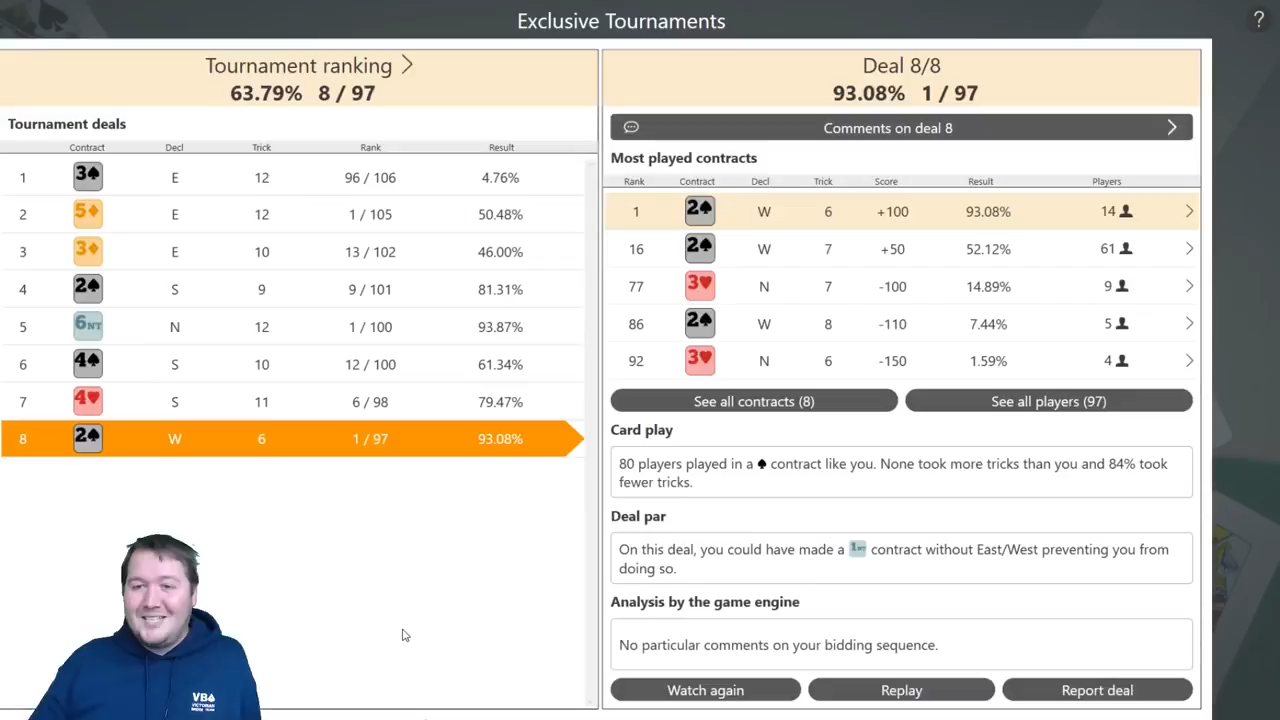 Exclusive Tournaments
?
Tournament ranking >
63.79% 8 / 97
Tournament deals
Contract Decl Trick Rank Result
1 3♠ E 12 96 / 106 4.76%
2 5♦ E 12 1 / 105 50.48%
3 3♦ E 10 13 / 102 46.00%
4 2♠ S 9 9 / 101 81.31%
5 6NT N 12 1 / 100 93.87%
6 4♠ S 10 12 / 100 61.34%
7 4♥ S 11 6 / 98 79.47%
8 2♠ W 6 1 / 97 93.08%
Deal 8/8
93.08% 1 / 97
Comments on deal 8
Most played contracts
Rank Contract Decl Trick Score Result Players
1 2♠ W 6 +100 93.08% 14
16 2♠ W 7 +50 52.12% 61
77 3♥ N 7 -100 14.89% 9
86 2♠ W 8 -110 7.44% 5
92 3♥ N 6 -150 1.59% 4
See all contracts (8) See all players (97)
Card play
80 players played in a ♠ contract like you. None took more tricks than you and 84% took
fewer tricks.
Deal par
On this deal, you could have made a 1NT contract without East/West preventing you from
doing so.
Analysis by the game engine
No particular comments on your bidding sequence.
Watch again Replay Report deal
VBA
VICTORIAN
BRIDGE TEAM